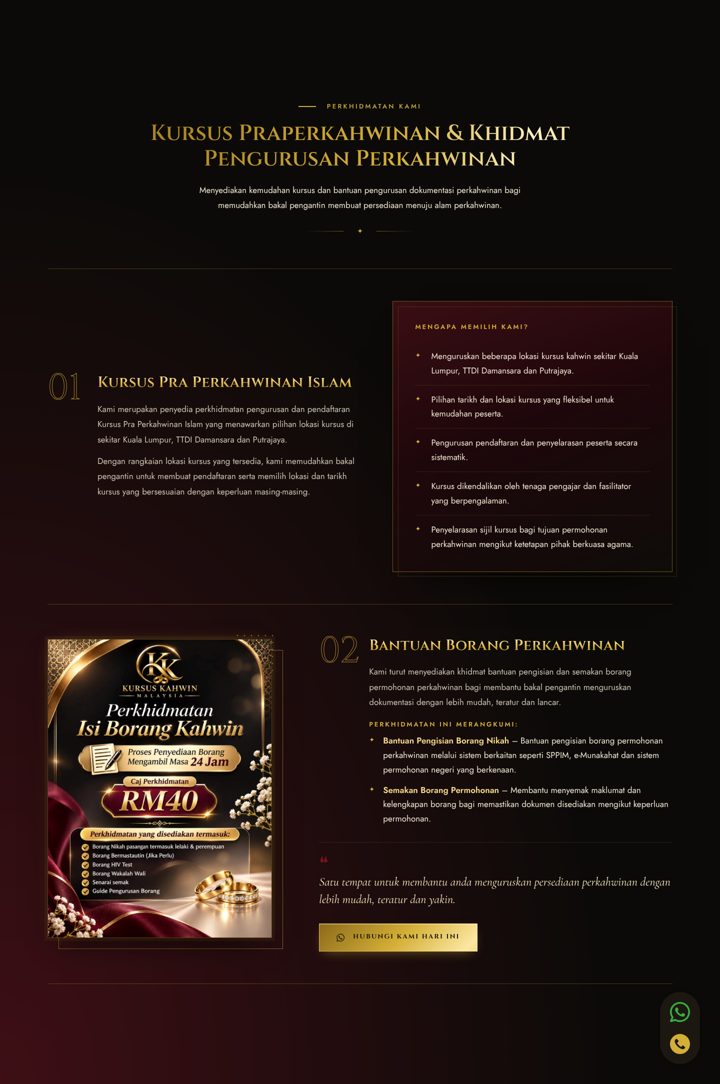 PERKHIDMATAN KAMI
KURSUS PRAPERKAHWINAN & KHIDMAT
PENGURUSAN PERKAHWINAN
Menyediakan kemudahan kursus dan bantuan pengurusan dokumentasi perkahwinan bagi
memudahkan bakal pengantin membuat persediaan menuju alam perkahwinan.
01
KURSUS PRA PERKAHWINAN ISLAM
Kami merupakan penyedia perkhidmatan pengurusan dan pendaftaran
Kursus Pra Perkahwinan Islam yang menawarkan pilihan lokasi kursus di
sekitar Kuala Lumpur, TTDI Damansara dan Putrajaya.
Dengan rangkaian lokasi kursus yang tersedia, kami memudahkan bakal
pengantin untuk membuat pendaftaran serta memilih lokasi dan tarikh
kursus yang bersesuaian dengan keperluan masing-masing.
MENGAPA MEMILIH KAMI?
Menguruskan beberapa lokasi kursus kahwin sekitar Kuala
Lumpur, TTDI Damansara dan Putrajaya.
Pilihan tarikh dan lokasi kursus yang fleksibel untuk
kemudahan peserta.
Pengurusan pendaftaran dan penyelarasan peserta secara
sistematik.
Kursus dikendalikan oleh tenaga pengajar dan fasilitator
yang berpengalaman.
Penyelarasan sijil kursus bagi tujuan permohonan
perkahwinan mengikut ketetapan pihak berkuasa agama.
KK
KURSUS KAHWIN
MALAYSIA
Perkhidmatan
Isi Borang Kahwin
Proses Penyediaan Borang
Mengambil Masa 24 Jam
Caj Perkhidmatan
RM40
Perkhidmatan yang disediakan termasuk:
Borang Nikah pasangan termasuk lelaki & perempuan
Borang Bermastautin (Jika Perlu)
Borang HIV Test
Borang Wakalah Wali
Senarai semak
Guide Pengurusan Borang
02
BANTUAN BORANG PERKAHWINAN
Kami turut menyediakan khidmat bantuan pengisian dan semakan borang
permohonan perkahwinan bagi membantu bakal pengantin menguruskan
dokumentasi dengan lebih mudah, teratur dan lancar.
PERKHIDMATAN INI MERANGKUMI:
Bantuan Pengisian Borang Nikah – Bantuan pengisian borang permohonan
perkahwinan melalui sistem berkaitan seperti SPPIM, e-Munakahat dan sistem
permohonan negeri yang berkenaan.
Semakan Borang Permohonan – Membantu menyemak maklumat dan
kelengkapan borang bagi memastikan dokumen disediakan mengikut keperluan
permohonan.
❝
Satu tempat untuk membantu anda menguruskan persediaan perkahwinan dengan
lebih mudah, teratur dan yakin.
HUBUNGI KAMI HARI INI